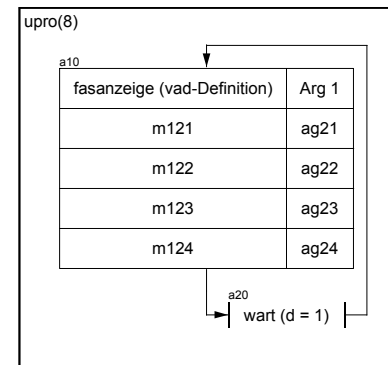 upro(8)
a10
fasanzeige (vad-Definition) Arg 1
m121 ag21
m122 ag22
m123 ag23
m124 ag24
a20
wart (d = 1)